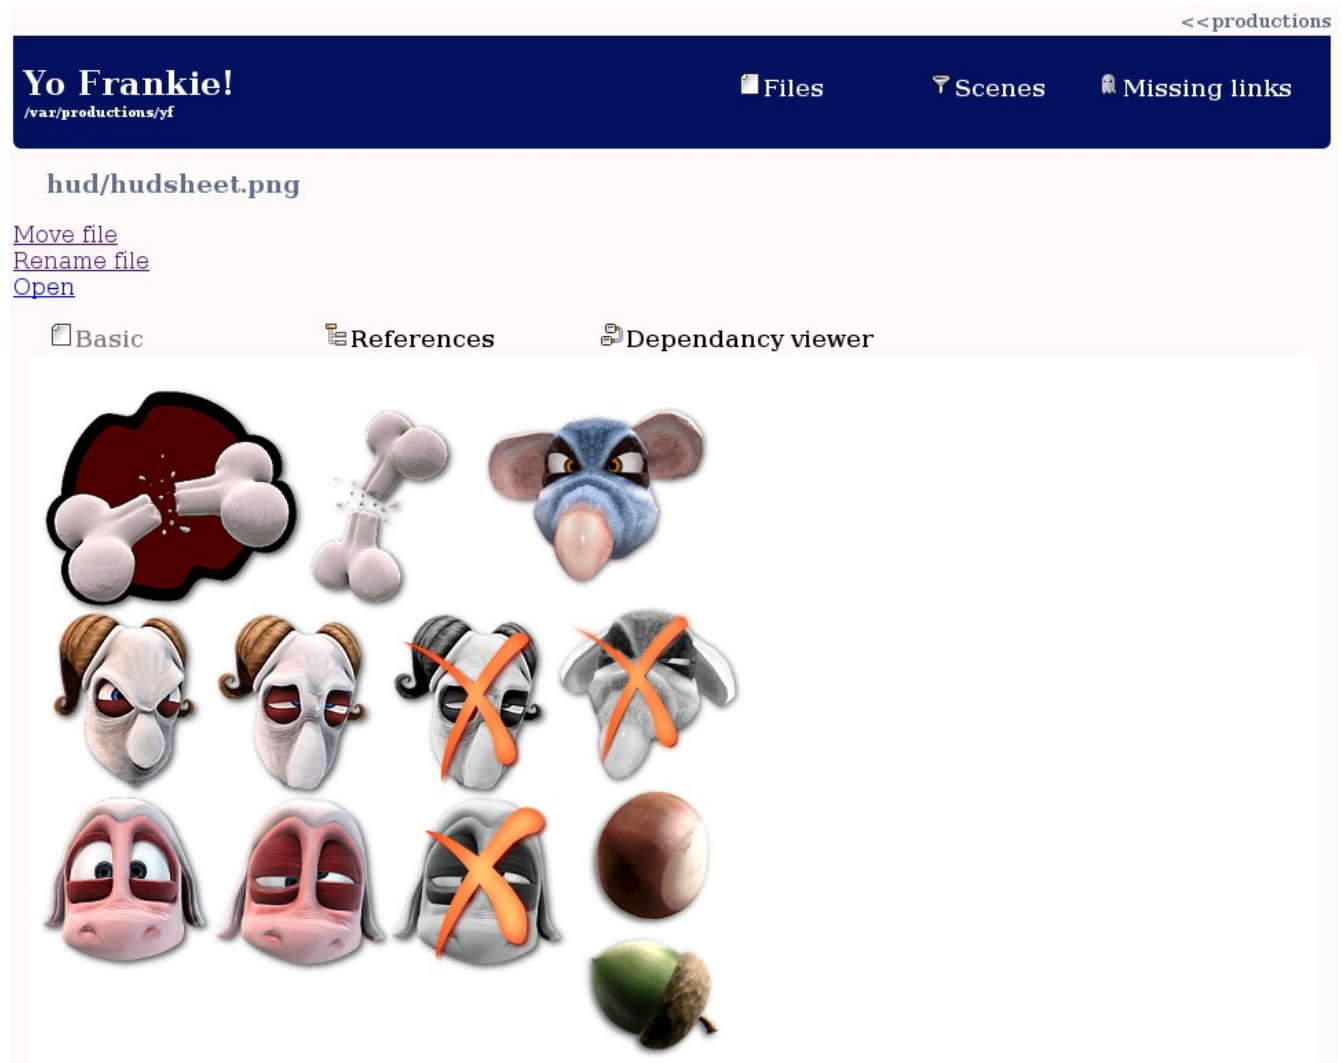 <<productions
Yo Frankie!
/var/productions/yf
Files
Scenes
Missing links
hud/hudsheet.png
Move file
Rename file
Open
Basic
References
Dependancy viewer